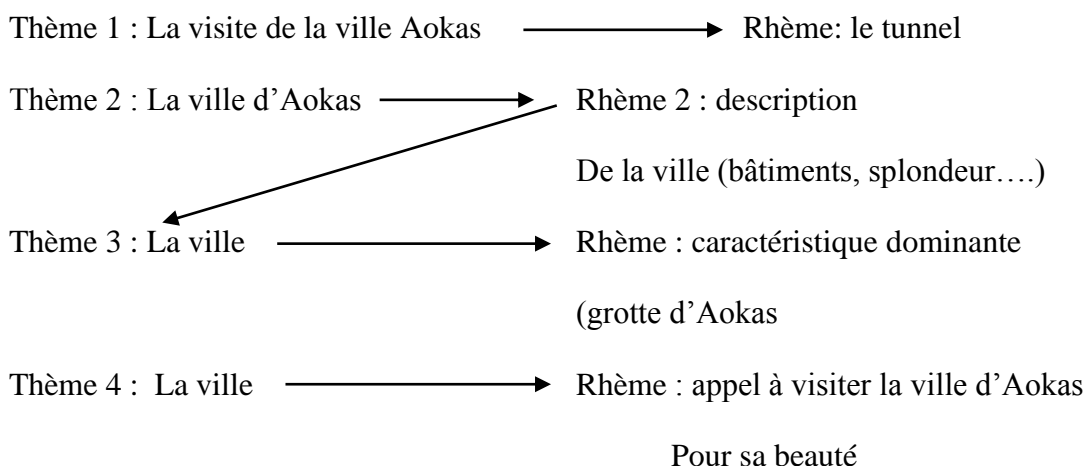 Thème 1 : La visite de la ville Aokas Rhème: le tunnel
Thème 2 : La ville d’Aokas Rhème 2 : description
De la ville (bâtiments, splondeur….)
Thème 3 : La ville Rhème : caractéristique dominante
(grotte d’Aokas
Thème 4 : La ville Rhème : appel à visiter la ville d’Aokas
Pour sa beauté